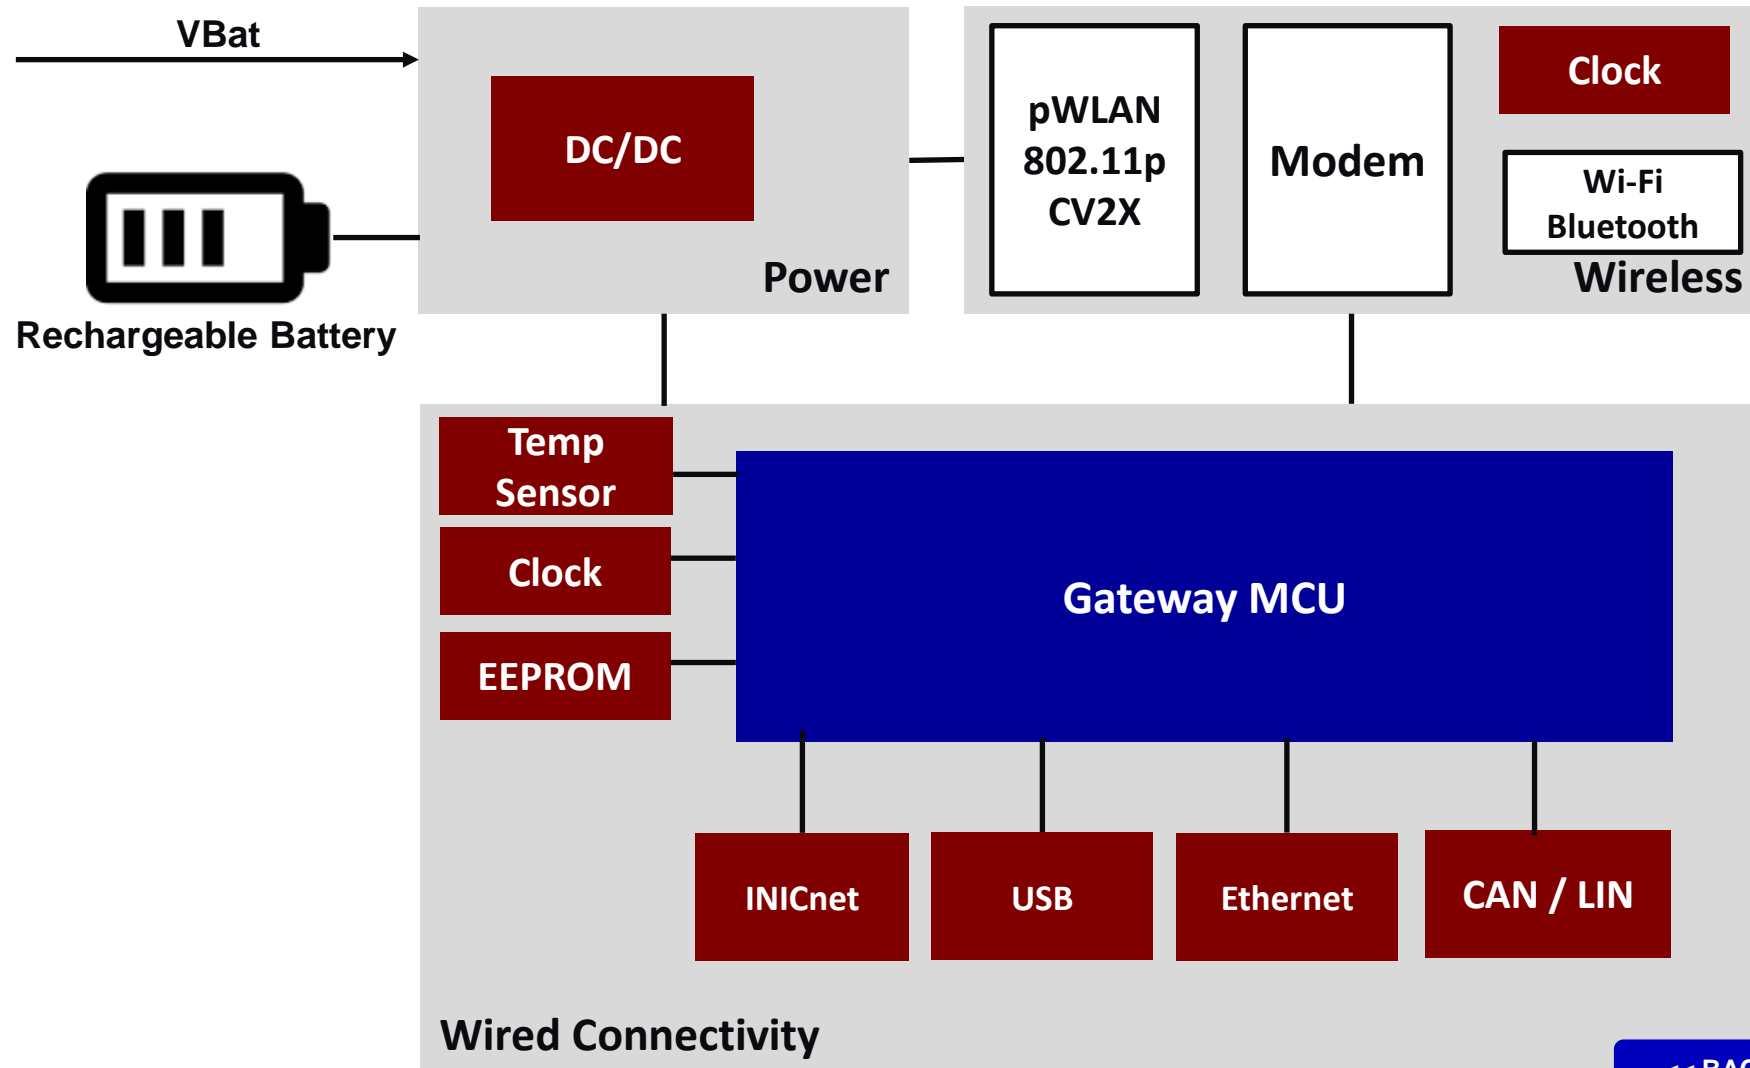 VBat
Rechargeable Battery
DC/DC
Power
pWLAN
802.11p
CV2X
Modem
Clock
Wi-Fi
Bluetooth
Wireless
Temp
Sensor
Clock
EEPROM
Gateway MCU
INICnet
USB
Ethernet
CAN / LIN
Wired Connectivity